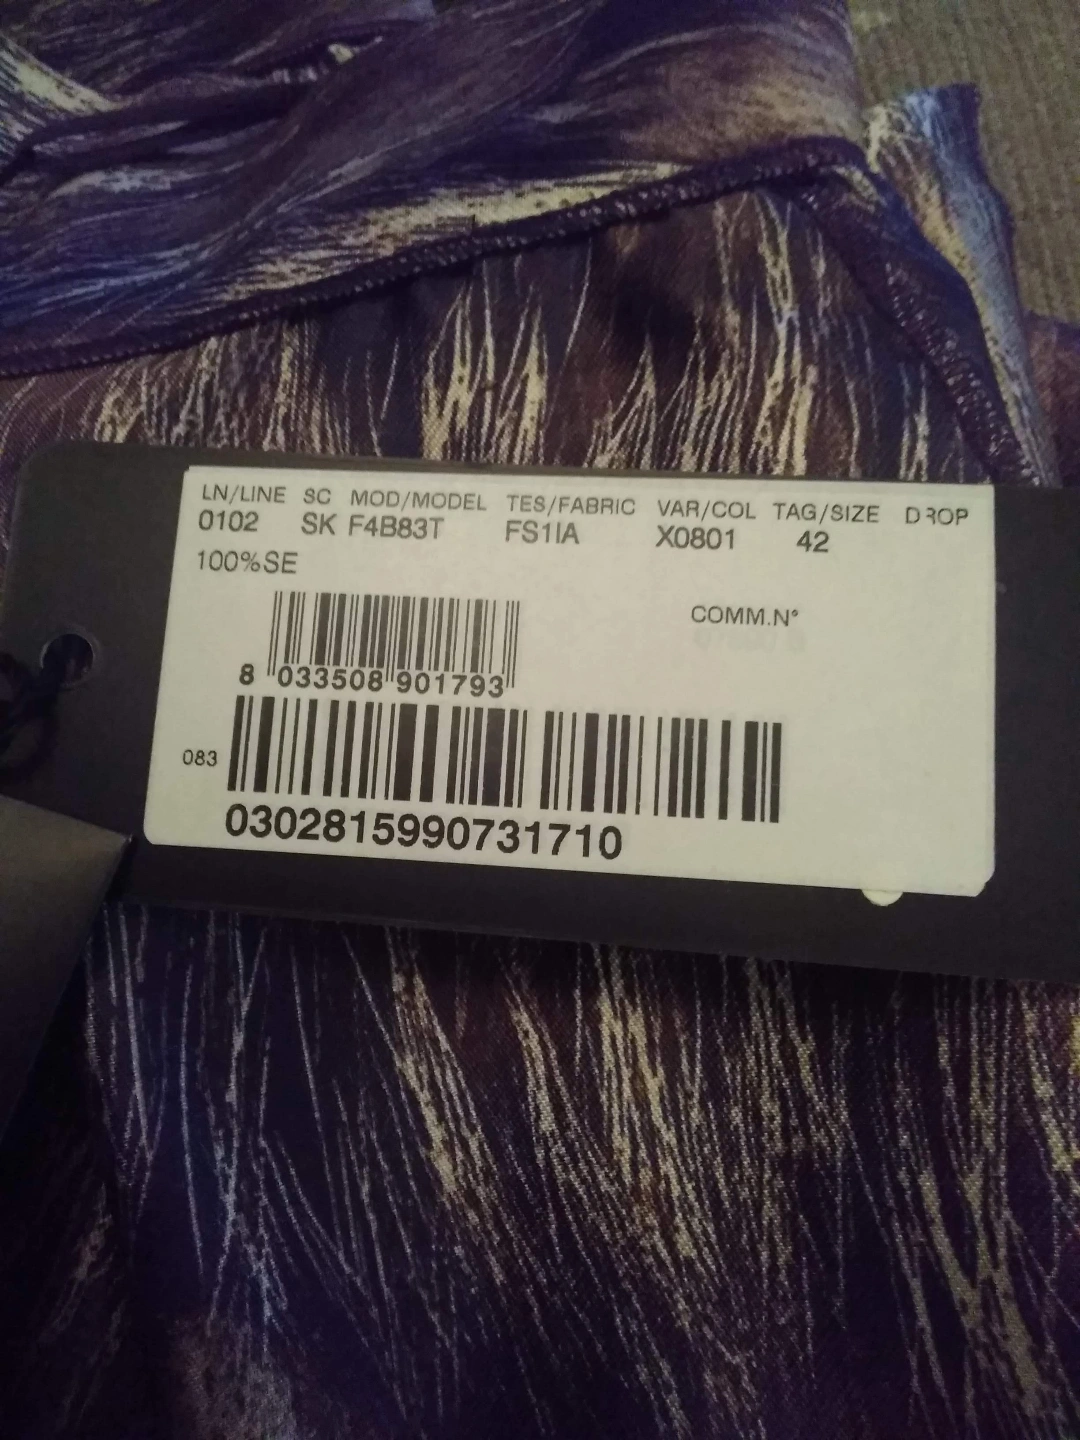 LN/LINE SC MOD/MODEL TES/FABRIC VAR/COL TAG/SIZE DROP
0102 SK F4B83T FS1IA X0801 42
100%SE
COMM.N°
8 033508 901793
083
0302815990731710